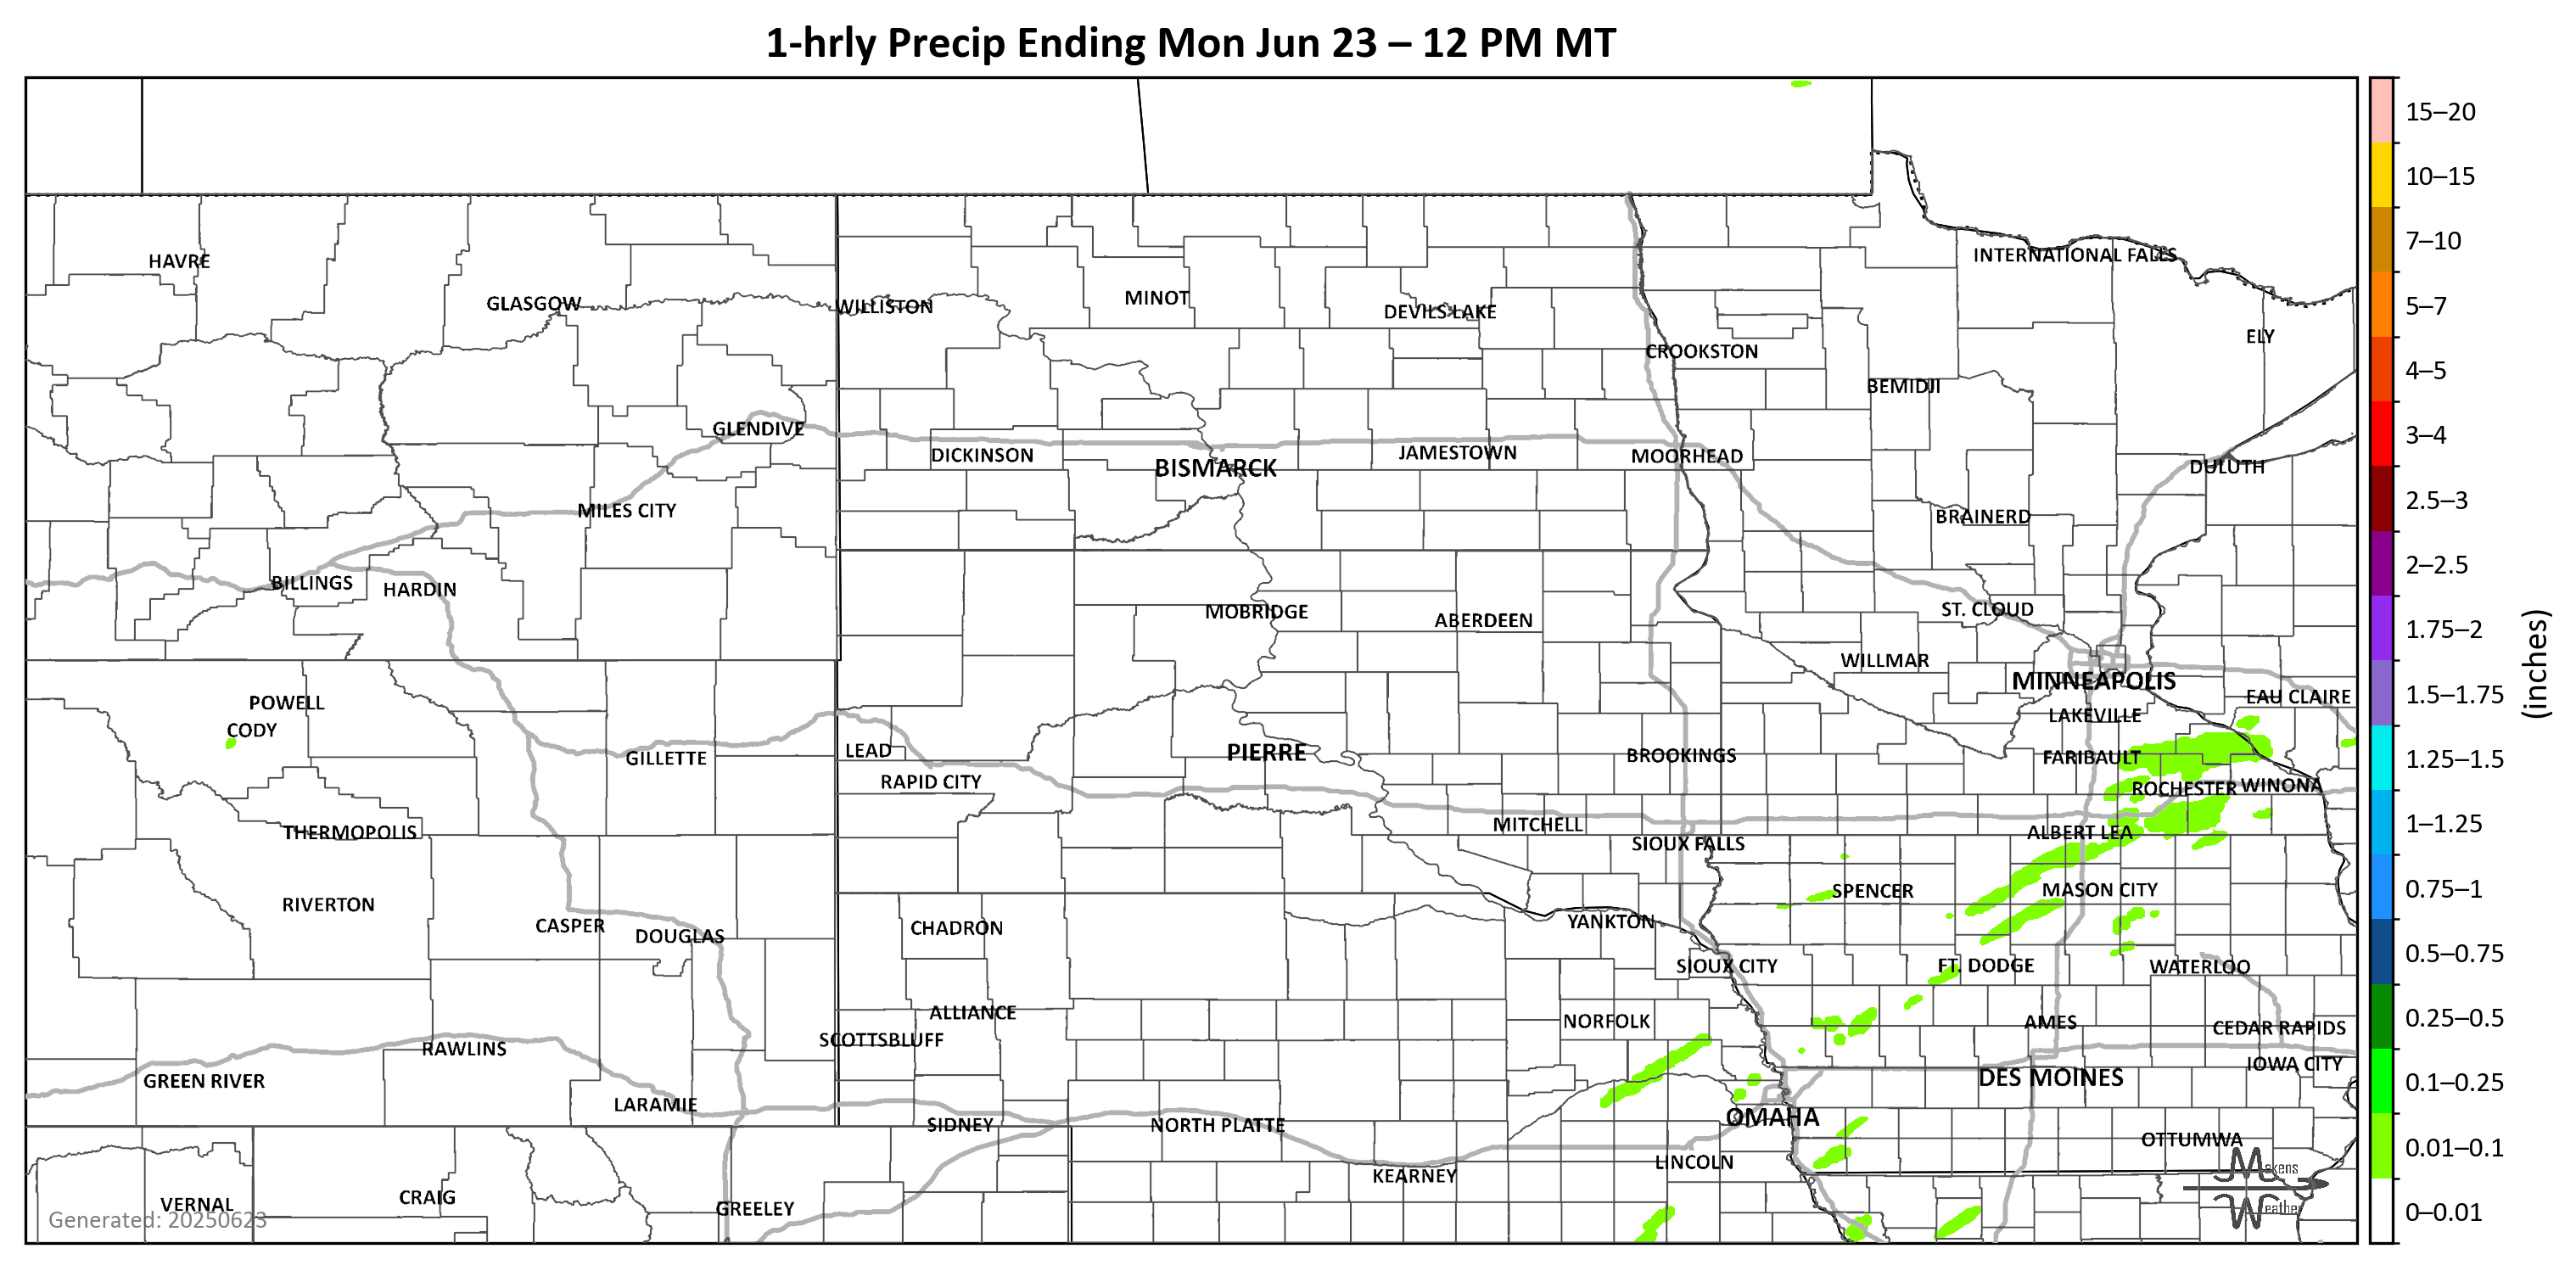 1-hrly Precip Ending Mon Jun 23 – 12 PM MT
15–20
10–15
7–10
5–7
4–5
3–4
2.5–3
2–2.5
1.75–2
1.5–1.75
1.25–1.5
1–1.25
0.75–1
0.5–0.75
0.25–0.5
0.1–0.25
0.01–0.1
0–0.01
(inches)
HAVRE
INTERNATIONAL FALLS
GLASGOW
WILLISTON
MINOT
DEVILS LAKE
ELY
CROOKSTON
BEMIDJI
GLENDIVE
DICKINSON
BISMARCK
JAMESTOWN
MOORHEAD
DULUTH
MILES CITY
BRAINERD
BILLINGS
HARDIN
MOBRIDGE
ABERDEEN
ST. CLOUD
WILLMAR
MINNEAPOLIS
EAU CLAIRE
POWELL
CODY
LAKEVILLE
GILLETTE
LEAD
PIERRE
BROOKINGS
FARIBAULT
RAPID CITY
ROCHESTER
WINONA
THERMOPOLIS
MITCHELL
SIOUX FALLS
ALBERT LEA
RIVERTON
SPENCER
MASON CITY
CASPER
DOUGLAS
CHADRON
YANKTON
SIOUX CITY
FT. DODGE
WATERLOO
ALLIANCE
SCOTTSBLUFF
NORFOLK
AMES
CEDAR RAPIDS
RAWLINS
IOWA CITY
GREEN RIVER
DES MOINES
LARAMIE
SIDNEY
NORTH PLATTE
OMAHA
OTTUMWA
KEARNEY
LINCOLN
VERNAL
CRAIG
GREELEY
Makens
Weather
Generated: 20250623